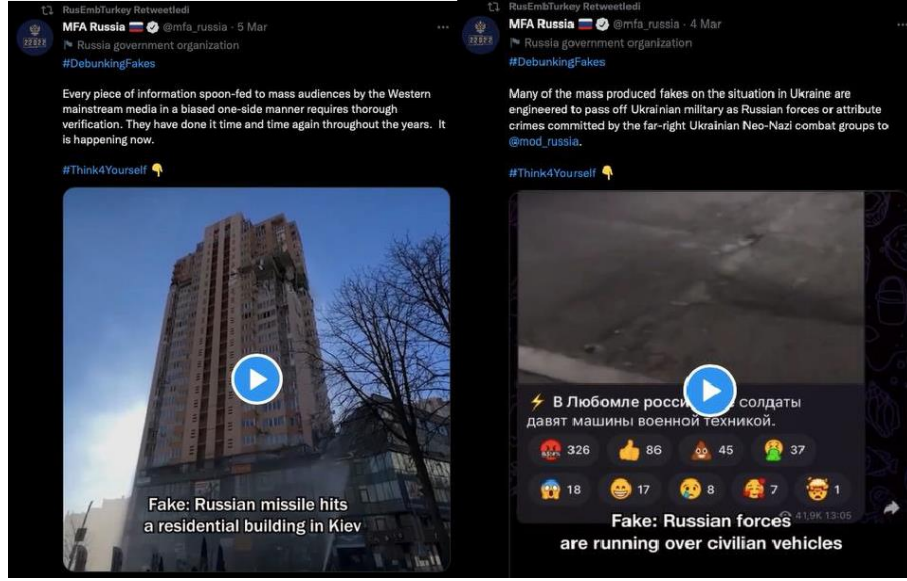 RusEmbTurkey Retweetledi
MFA Russia @mfa_russia · 5 Mar
Russia government organization
#DebunkingFakes
Every piece of information spoon-fed to mass audiences by the Western
mainstream media in a biased one-side manner requires thorough
verification. They have done it time and time again throughout the years. It
is happening now.
#Think4Yourself
Fake: Russian missile hits
a residential building in Kiev
RusEmbTurkey Retweetledi
MFA Russia @mfa_russia · 4 Mar
Russia government organization
#DebunkingFakes
Many of the mass produced fakes on the situation in Ukraine are
engineered to pass off Ukrainian military as Russian forces or attribute
crimes committed by the far-right Ukrainian Neo-Nazi combat groups to
@mod_russia.
#Think4Yourself
В Любомле солдаты
давят машины военной техникой.
326 86 45 37
18 17 8 7 1
41,9K 13:05
Fake: Russian forces
are running over civilian vehicles